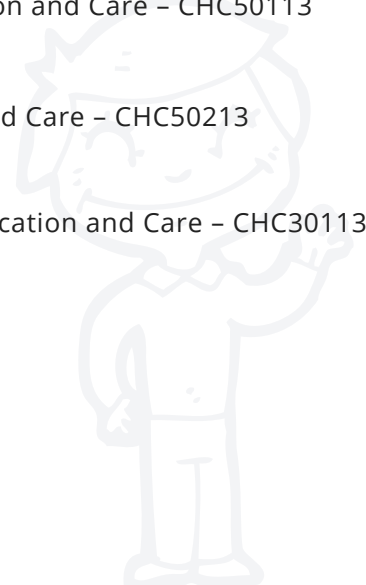 on and Care – CHC50113
d Care – CHC50213
cation and Care – CHC30113